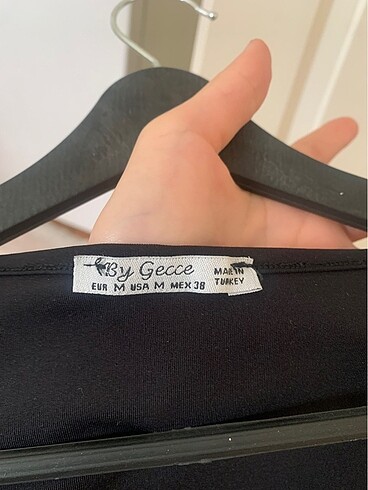 By Gecce
EUR M USA M MEX 38
MADE IN
TURKEY